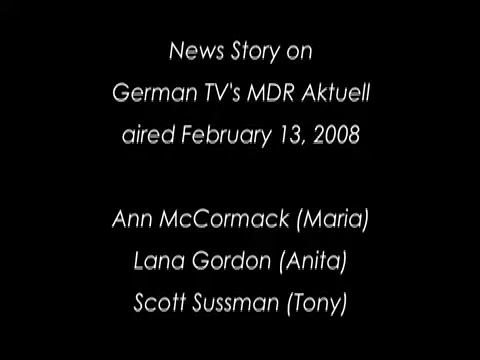 News Story on
German TV's MDR Aktuell
aired February 13, 2008
Ann McCormack (Maria)
Lana Gordon (Anita)
Scott Sussman (Tony)